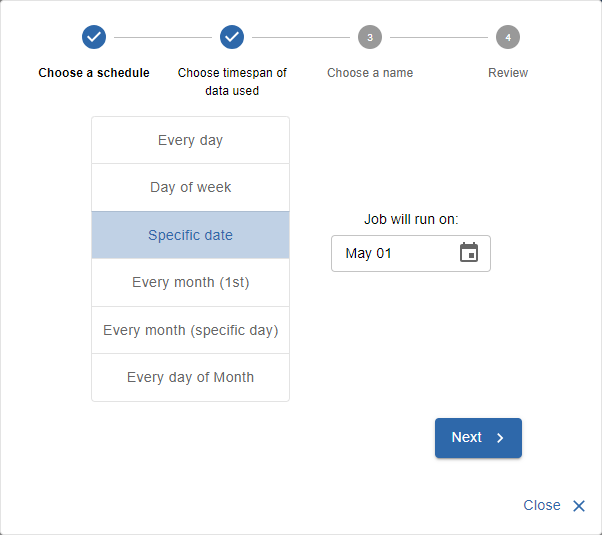 3
4
Choose a schedule
Choose timespan of
data used
Choose a name
Review
Every day
Day of week
Specific date
Every month (1st)
Every month (specific day)
Every day of Month
Job will run on:
May 01
Next
Close